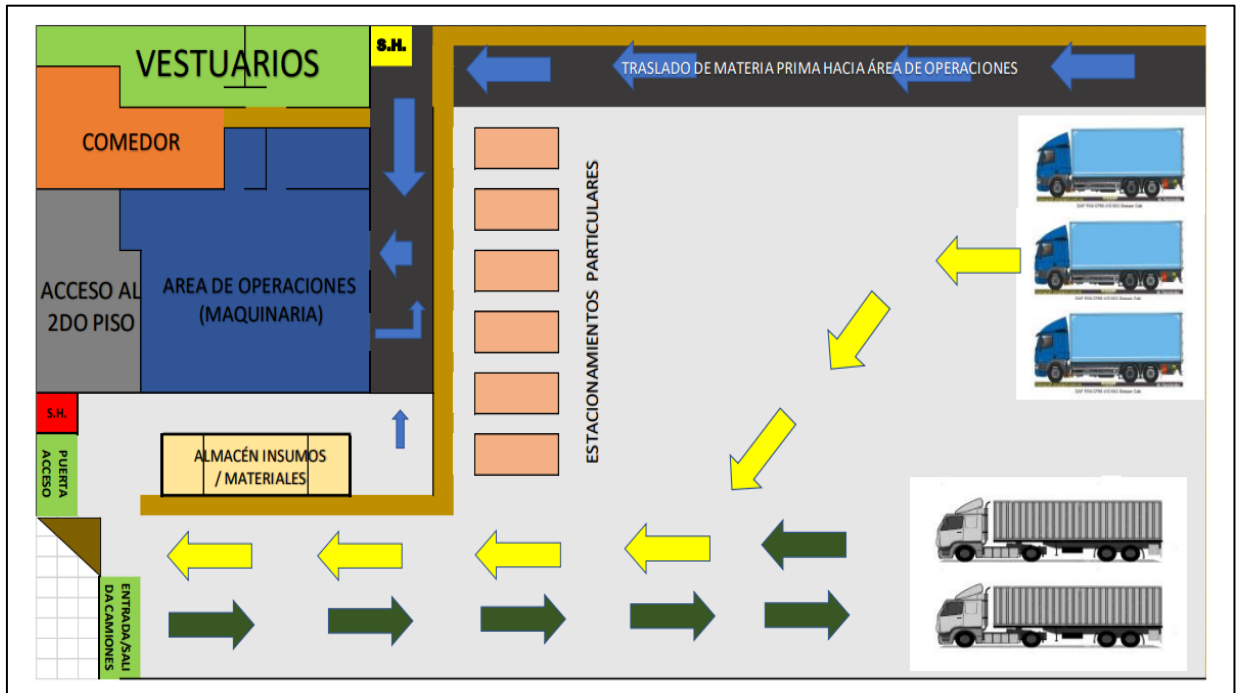 VESTUARIOS
S.H.
TRASLADO DE MATERIA PRIMA HACIA ÁREA DE OPERACIONES
COMEDOR
ACCESO AL
2DO PISO
AREA DE OPERACIONES
(MAQUINARIA)
ESTACIONAMIENTOS PARTICULARES
S.H.
PUERTA
ACCESO
ALMACÉN INSUMOS
/ MATERIALES
ENTRADA/SALI
DA CAMIONES